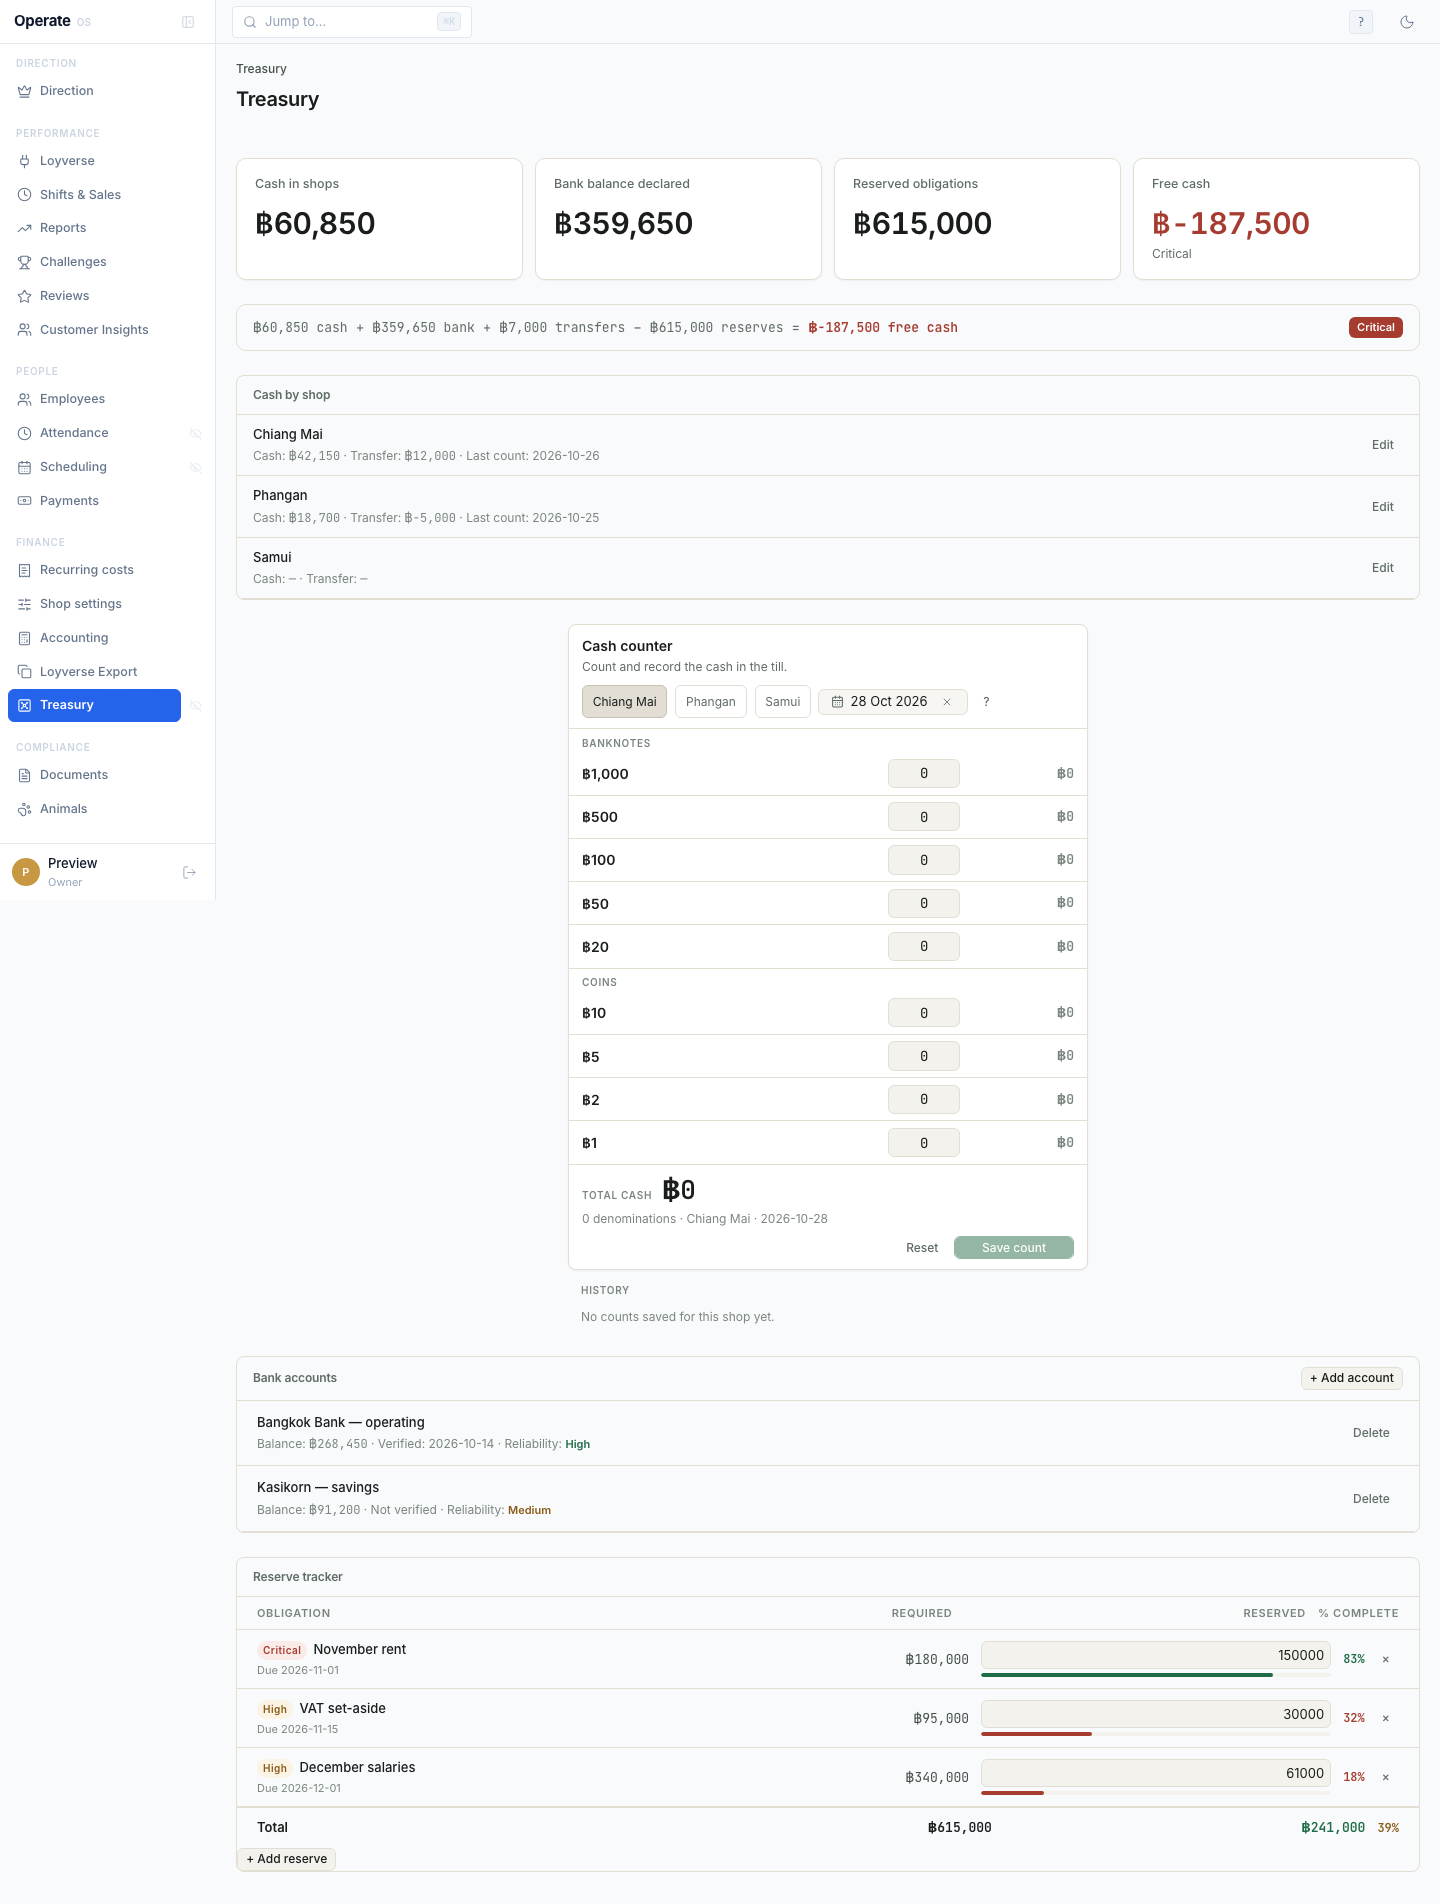 Operate OS
Jump to...
⌘K
?
DIRECTION
Direction
PERFORMANCE
Loyverse
Shifts & Sales
Reports
Challenges
Reviews
Customer Insights
PEOPLE
Employees
Attendance
Scheduling
Payments
FINANCE
Recurring costs
Shop settings
Accounting
Loyverse Export
Treasury
COMPLIANCE
Documents
Animals
P
Preview
Owner
Treasury
Treasury
Cash in shops
฿60,850
Bank balance declared
฿359,650
Reserved obligations
฿615,000
Free cash
฿-187,500
Critical
฿60,850 cash + ฿359,650 bank + ฿7,000 transfers − ฿615,000 reserves = ฿-187,500 free cash
Critical
Cash by shop
Chiang Mai
Cash: ฿42,150 · Transfer: ฿12,000 · Last count: 2026-10-26
Edit
Phangan
Cash: ฿18,700 · Transfer: ฿-5,000 · Last count: 2026-10-25
Edit
Samui
Cash: — · Transfer: —
Edit
Cash counter
Count and record the cash in the till.
Chiang Mai
Phangan
Samui
28 Oct 2026
×
?
BANKNOTES
฿1,000 0 ฿0
฿500 0 ฿0
฿100 0 ฿0
฿50 0 ฿0
฿20 0 ฿0
COINS
฿10 0 ฿0
฿5 0 ฿0
฿2 0 ฿0
฿1 0 ฿0
TOTAL CASH ฿0
0 denominations · Chiang Mai · 2026-10-28
Reset
Save count
HISTORY
No counts saved for this shop yet.
Bank accounts
+ Add account
Bangkok Bank — operating
Balance: ฿268,450 · Verified: 2026-10-14 · Reliability: High
Delete
Kasikorn — savings
Balance: ฿91,200 · Not verified · Reliability: Medium
Delete
Reserve tracker
OBLIGATION REQUIRED RESERVED % COMPLETE
Critical November rent
Due 2026-11-01
฿180,000 150000 83% ×
High VAT set-aside
Due 2026-11-15
฿95,000 30000 32% ×
High December salaries
Due 2026-12-01
฿340,000 61000 18% ×
Total ฿615,000 ฿241,000 39%
+ Add reserve